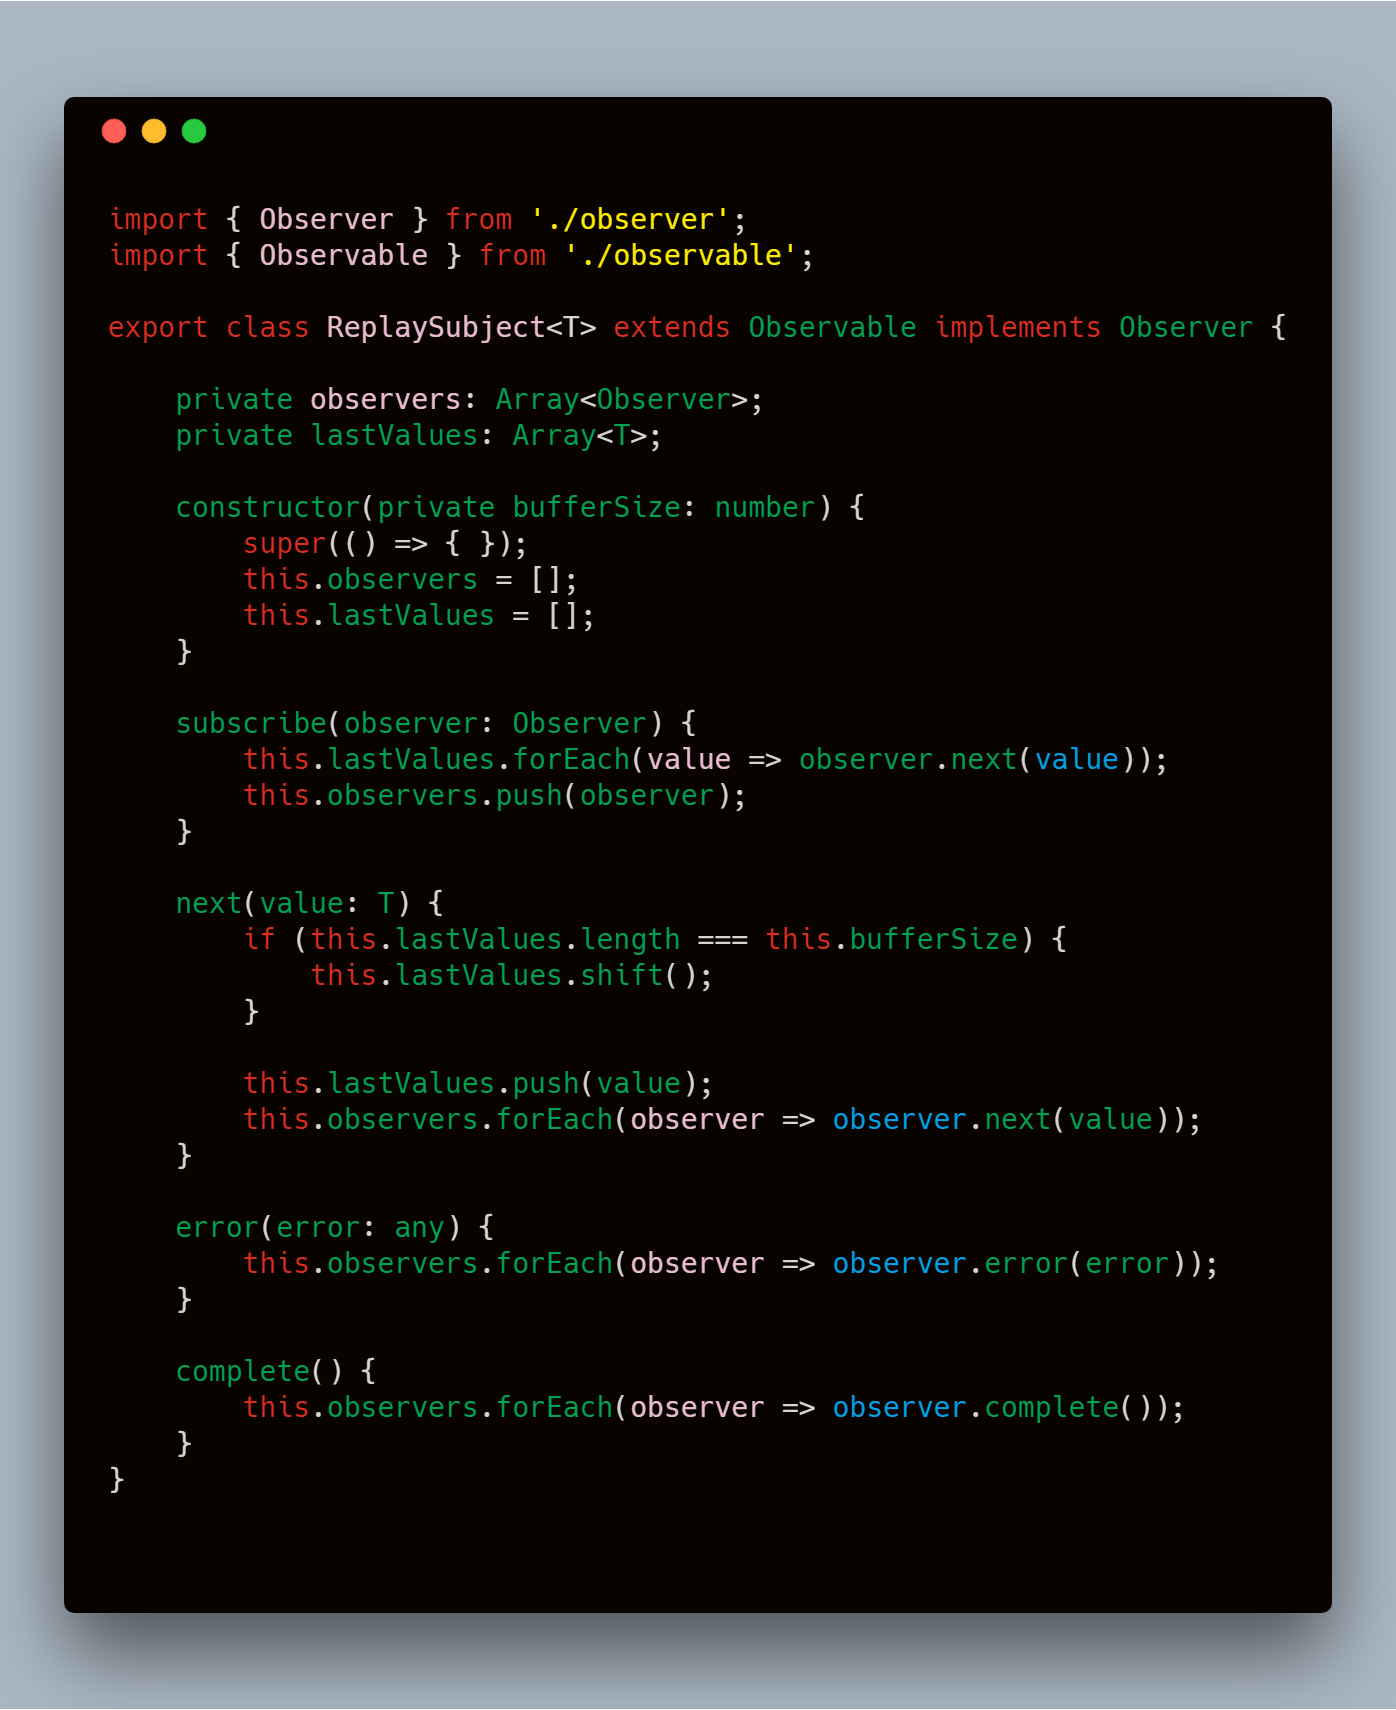 import { Observer } from './observer';
import { Observable } from './observable';

export class ReplaySubject<T> extends Observable implements Observer {

    private observers: Array<Observer>;
    private lastValues: Array<T>;

    constructor(private bufferSize: number) {
        super(() => { });
        this.observers = [];
        this.lastValues = [];
    }

    subscribe(observer: Observer) {
        this.lastValues.forEach(value => observer.next(value));
        this.observers.push(observer);
    }

    next(value: T) {
        if (this.lastValues.length === this.bufferSize) {
            this.lastValues.shift();
        }

        this.lastValues.push(value);
        this.observers.forEach(observer => observer.next(value));
    }

    error(error: any) {
        this.observers.forEach(observer => observer.error(error));
    }

    complete() {
        this.observers.forEach(observer => observer.complete());
    }
}